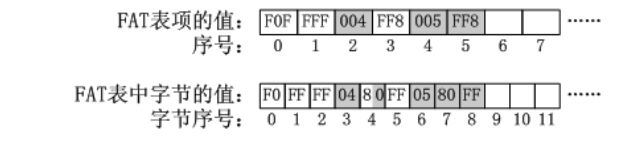 FAT表项的值: F0F FFF 004 FF8 005 FF8 ……
序号: 0 1 2 3 4 5 6 7
FAT表中字节的值: F0 FF FF 04 8 0 FF 05 80 FF ……
字节序号: 0 1 2 3 4 5 6 7 8 9 10 11